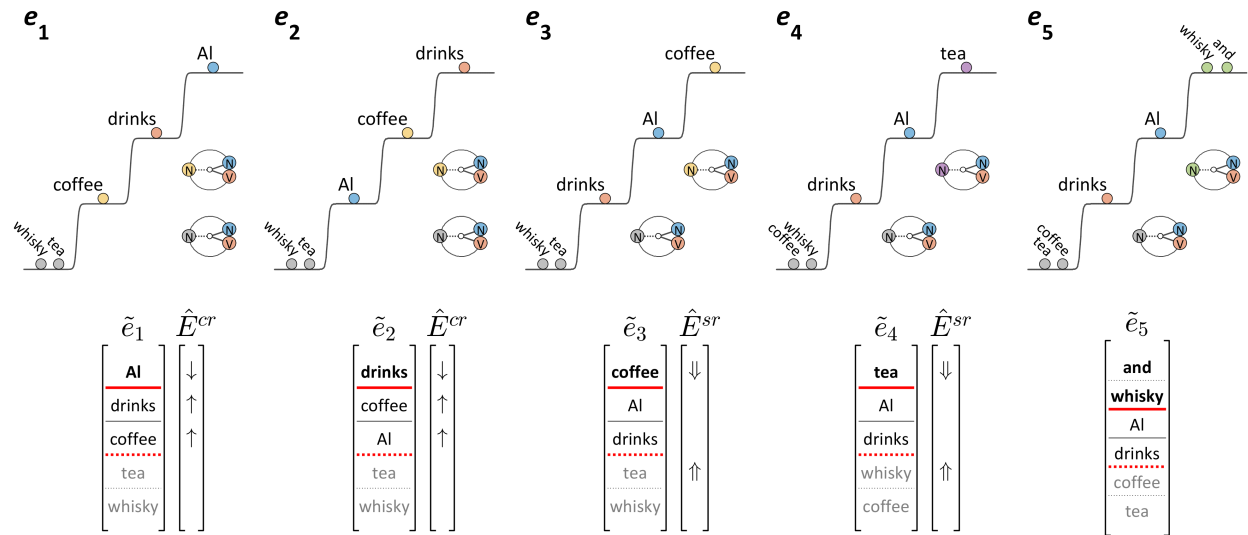 e1
Al
drinks
coffee
whisky
tea
N N V
N N V
e2
drinks
coffee
Al
whisky
tea
N N V
N N V
e3
coffee
Al
drinks
whisky
tea
N N V
N N V
e4
tea
Al
drinks
coffee
whisky
N N V
N N V
e5
whisky
and
Al
drinks
tea
coffee
N N V
N N V
ẽ1 Ê^cr
Al ↓
drinks ↑
coffee ↑
tea
whisky
ẽ2 Ê^cr
drinks ↓
coffee ↑
Al ↑
tea
whisky
ẽ3 Ê^sr
coffee ⇓
Al
drinks
tea ⇑
whisky
ẽ4 Ê^sr
tea ⇓
Al
drinks
whisky ⇑
coffee
ẽ5
and
whisky
Al
drinks
coffee
tea